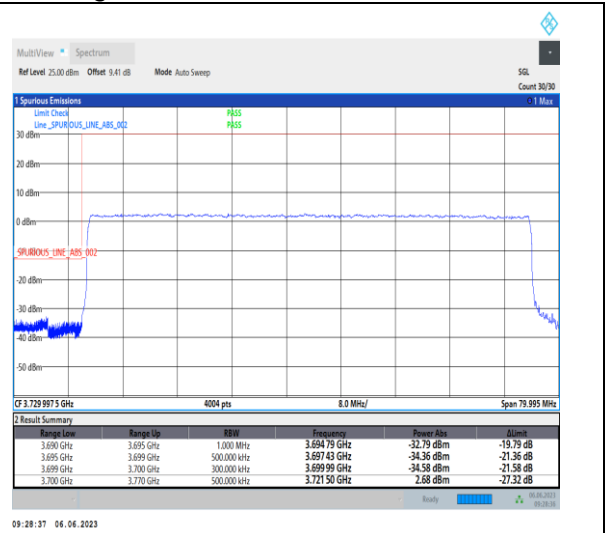 MultiView Spectrum
Ref Level 25.00 dBm Offset 9.41 dB Mode Auto Sweep SGL
Count 30/30
1 Spurious Emissions 1 Max
Limit Check PASS
Line _SPURIOUS_LINE_ABS_002 PASS
30 dBm
20 dBm
10 dBm
0 dBm
_SPURIOUS_LINE_ABS_002
-20 dBm
-30 dBm
-40 dBm
-50 dBm
CF 3.729 997 5 GHz 4004 pts 8.0 MHz/ Span 79.995 MHz
2 Result Summary
Range Low Range Up RBW Frequency Power Abs ΔLimit
3.690 GHz 3.695 GHz 1.000 MHz 3.694 79 GHz -32.79 dBm -19.79 dB
3.695 GHz 3.699 GHz 500.000 kHz 3.697 43 GHz -34.36 dBm -21.36 dB
3.699 GHz 3.700 GHz 300.000 kHz 3.699 99 GHz -34.58 dBm -21.58 dB
3.700 GHz 3.770 GHz 500.000 kHz 3.721 50 GHz 2.68 dBm -27.32 dB
Ready 06.06.2023
09:28:36
09:28:37 06.06.2023